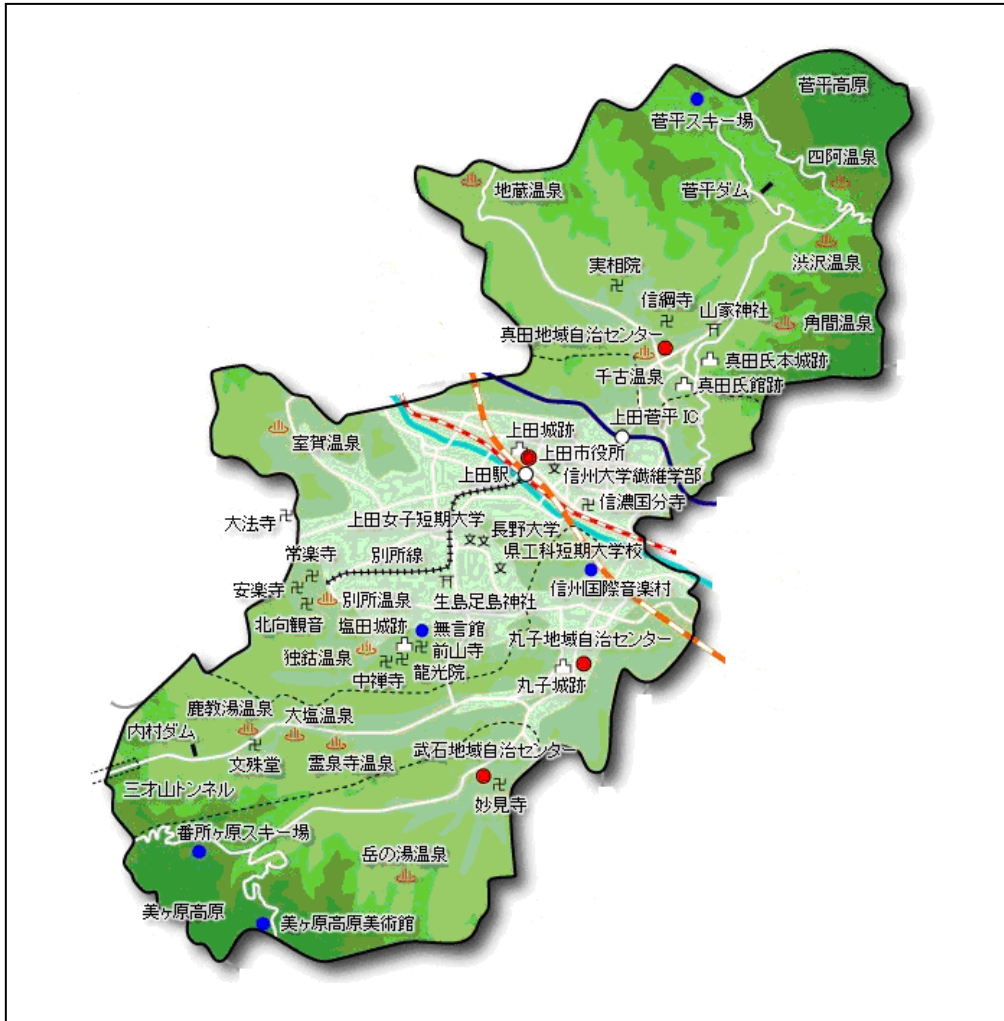 菅平高原
菅平スキー場
四阿温泉
地蔵温泉
菅平ダム
渋沢温泉
実相院
信綱寺
山家神社
真田地域自治センター
角間温泉
千古温泉
真田氏本城跡
真田氏館跡
上田菅平IC
室賀温泉
上田城跡
上田市役所
上田駅
信州大学繊維学部
信濃国分寺
大法寺
上田女子短期大学
長野大学
常楽寺
別所線
県工科短期大学校
安楽寺
別所温泉
生島足島神社
信州国際音楽村
北向観音
塩田城跡
無言館
丸子地域自治センター
独鈷温泉
前山寺
中禅寺
龍光院
丸子城跡
鹿教湯温泉
大塩温泉
内村ダム
文殊堂
霊泉寺温泉
武石地域自治センター
三才山トンネル
妙見寺
番所ヶ原スキー場
岳の湯温泉
美ヶ原高原
美ヶ原高原美術館